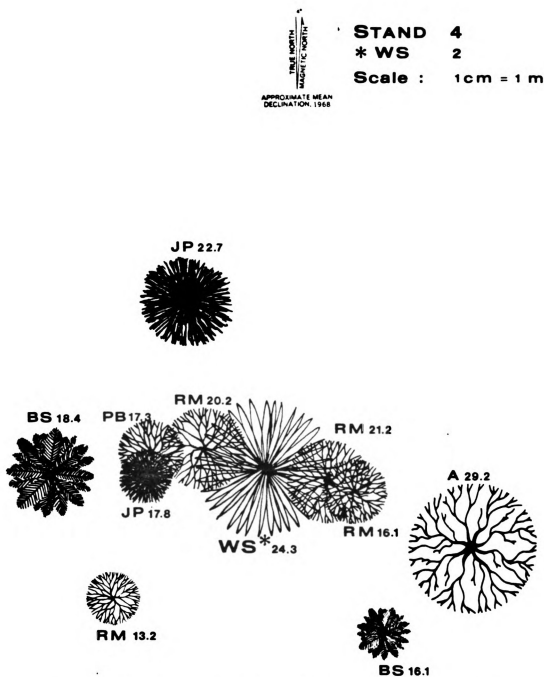 TRUE NORTH
MAGNETIC NORTH
APPROXIMATE MEAN
DECLINATION, 1968
STAND 4
* WS 2
Scale : 1cm = 1 m
JP 22.7
RM 20.2
BS 18.4
PB 17.3
RM 21.2
A 29.2
JP 17.8
RM 16.1
WS* 24.3
RM 13.2
BS 16.1